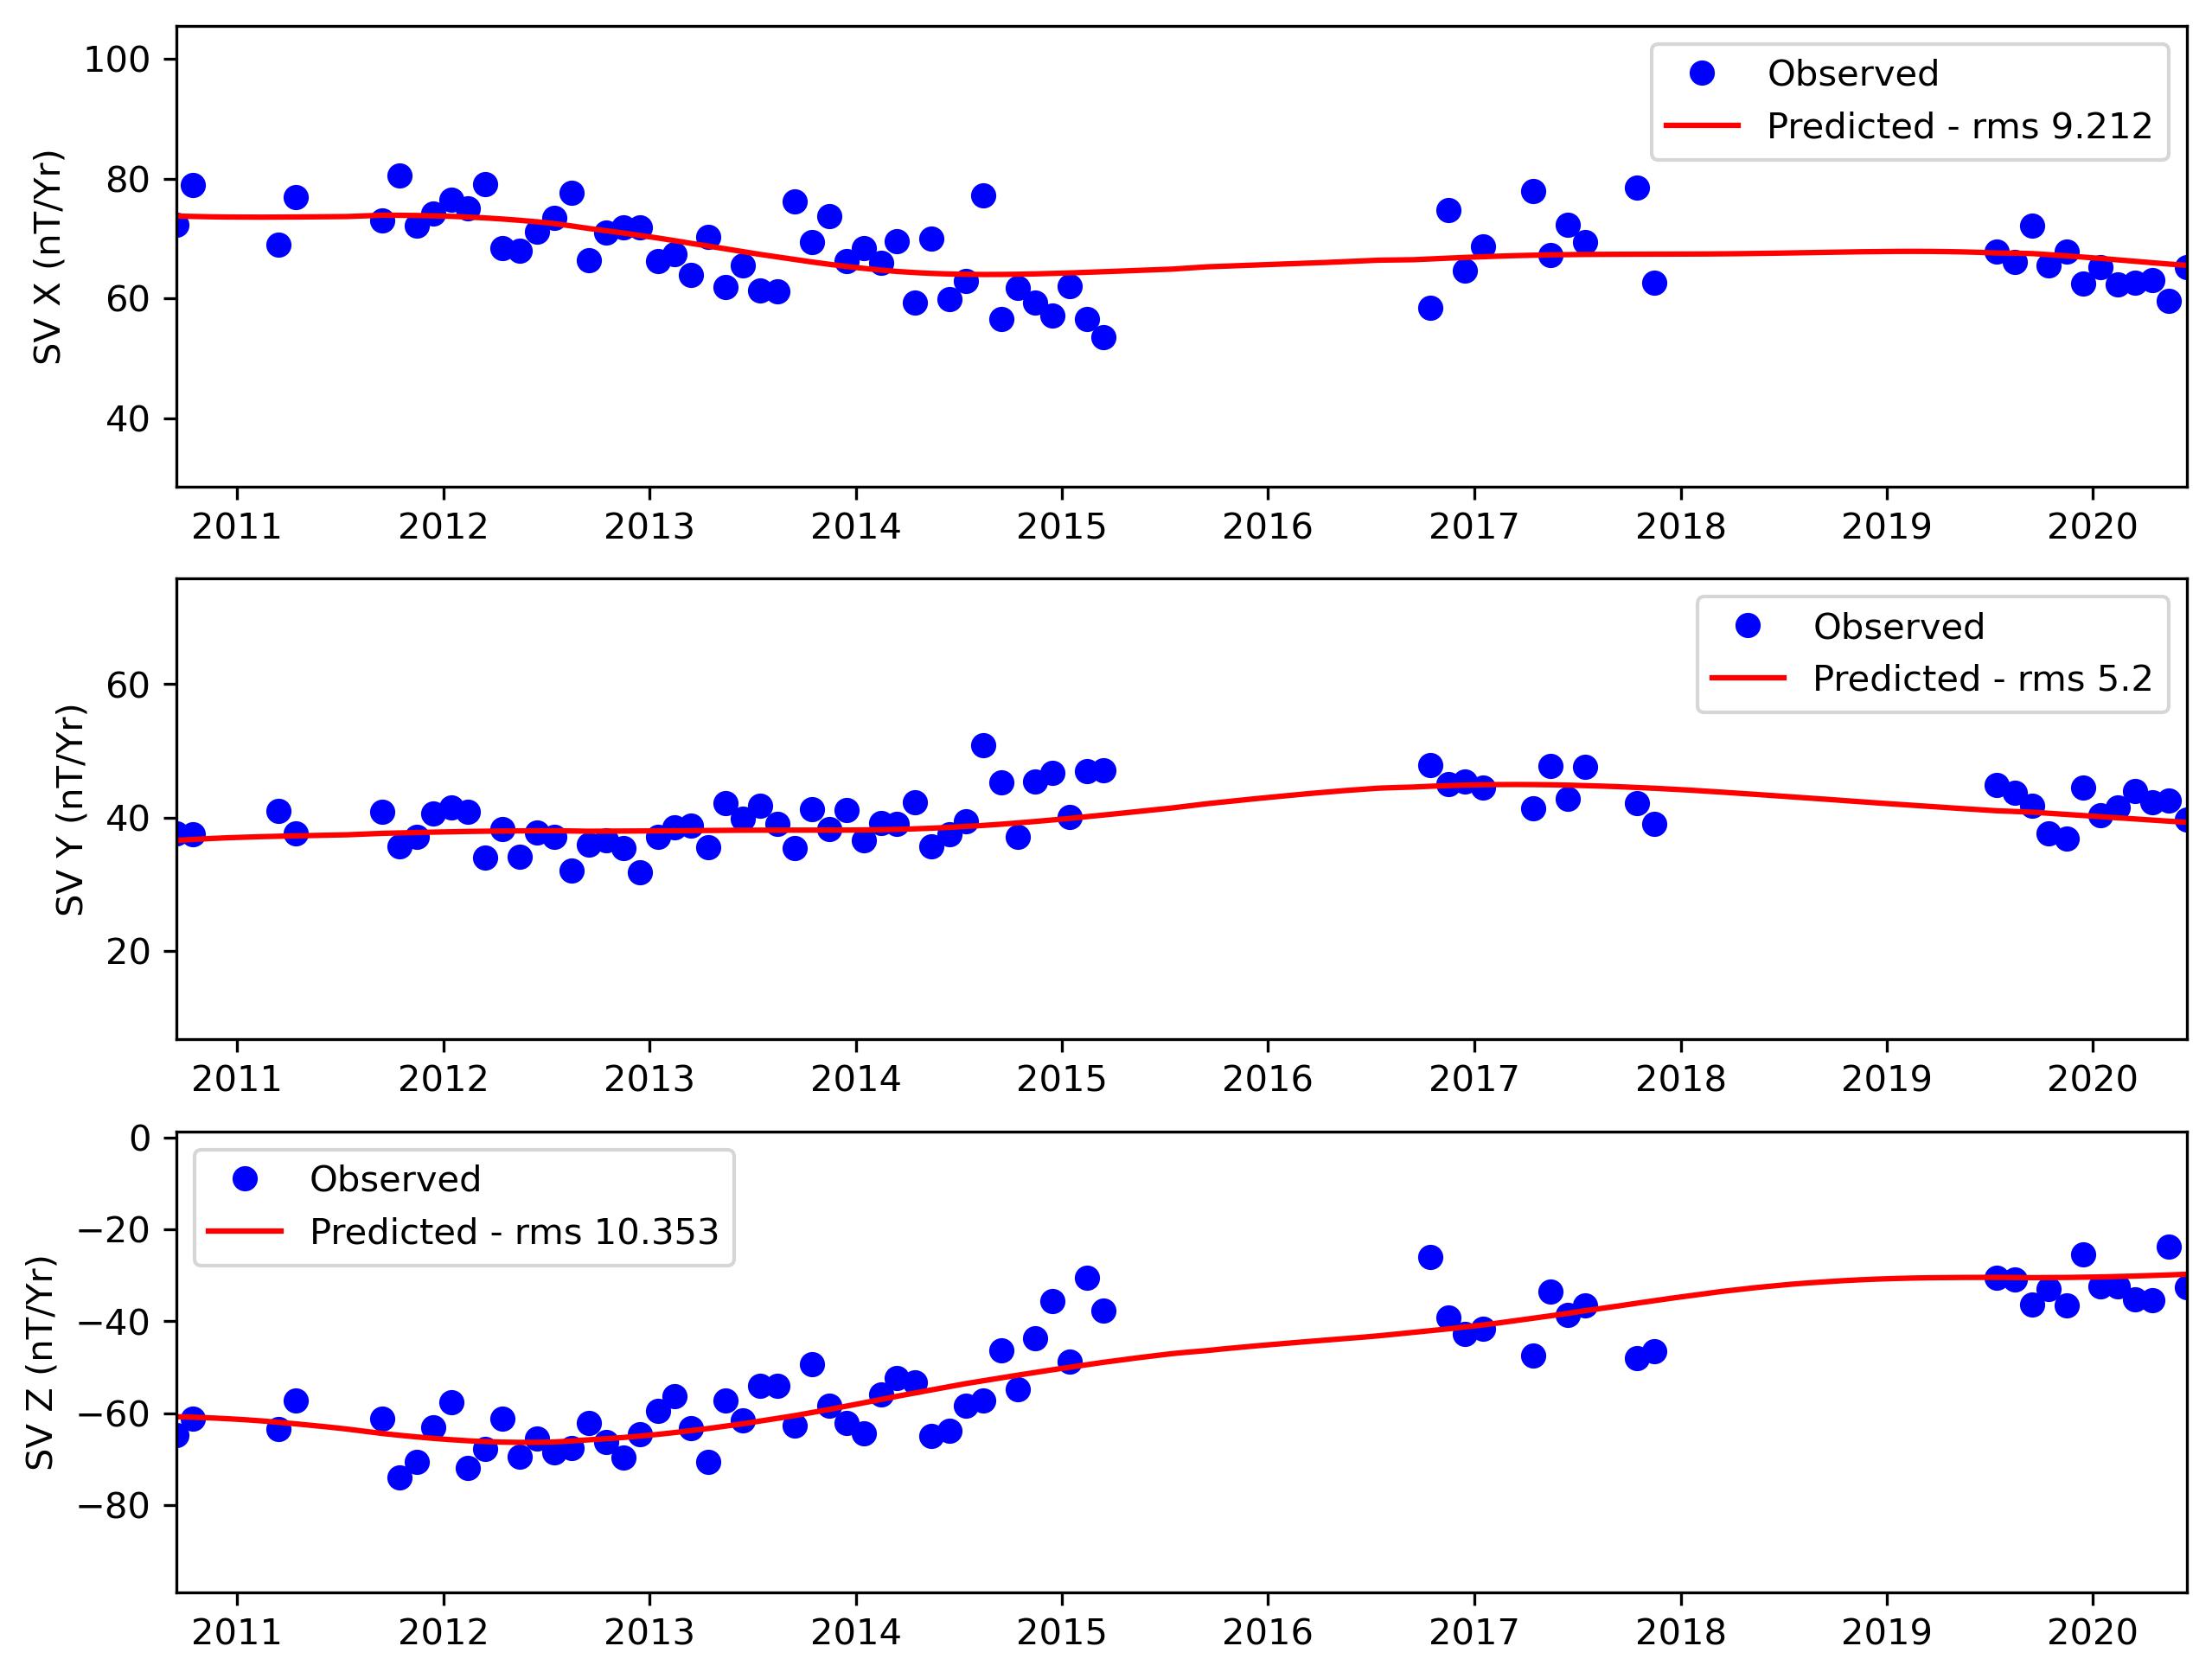 SV X (nT/Yr)
100
80
60
40
Observed
Predicted - rms 9.212
2011 2012 2013 2014 2015 2016 2017 2018 2019 2020
SV Y (nT/Yr)
60
40
20
Observed
Predicted - rms 5.2
2011 2012 2013 2014 2015 2016 2017 2018 2019 2020
SV Z (nT/Yr)
0
−20
−40
−60
−80
Observed
Predicted - rms 10.353
2011 2012 2013 2014 2015 2016 2017 2018 2019 2020